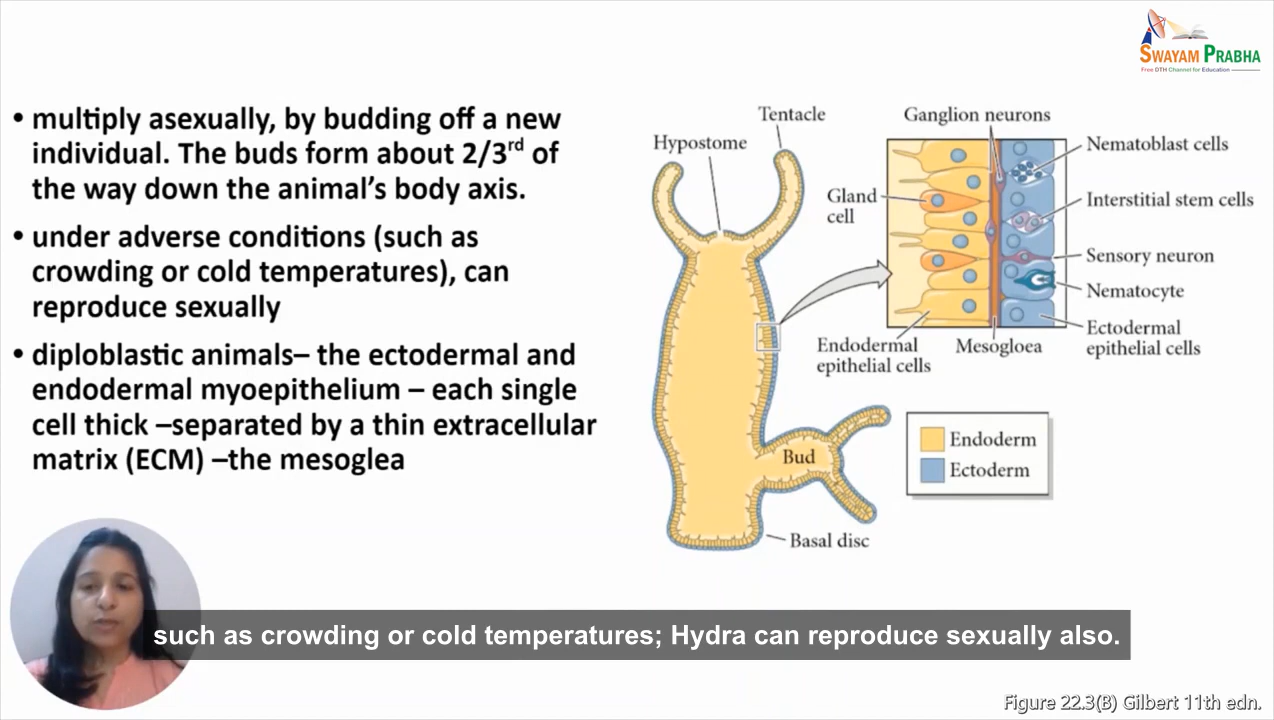 SWAYAM PRABHA
Free DTH Channel for Education
• multiply asexually, by budding off a new
individual. The buds form about 2/3rd of
the way down the animal's body axis.
• under adverse conditions (such as
crowding or cold temperatures), can
reproduce sexually
• diploblastic animals– the ectodermal and
endodermal myoepithelium – each single
cell thick –separated by a thin extracellular
matrix (ECM) –the mesoglea
Tentacle
Hypostome
Ganglion neurons
Nematoblast cells
Gland
cell
Interstitial stem cells
Sensory neuron
Nematocyte
Ectodermal
epithelial cells
Endodermal
epithelial cells
Mesogloea
Endoderm
Ectoderm
Bud
Basal disc
such as crowding or cold temperatures; Hydra can reproduce sexually also.
Figure 22.3(B) Gilbert 11th edn.